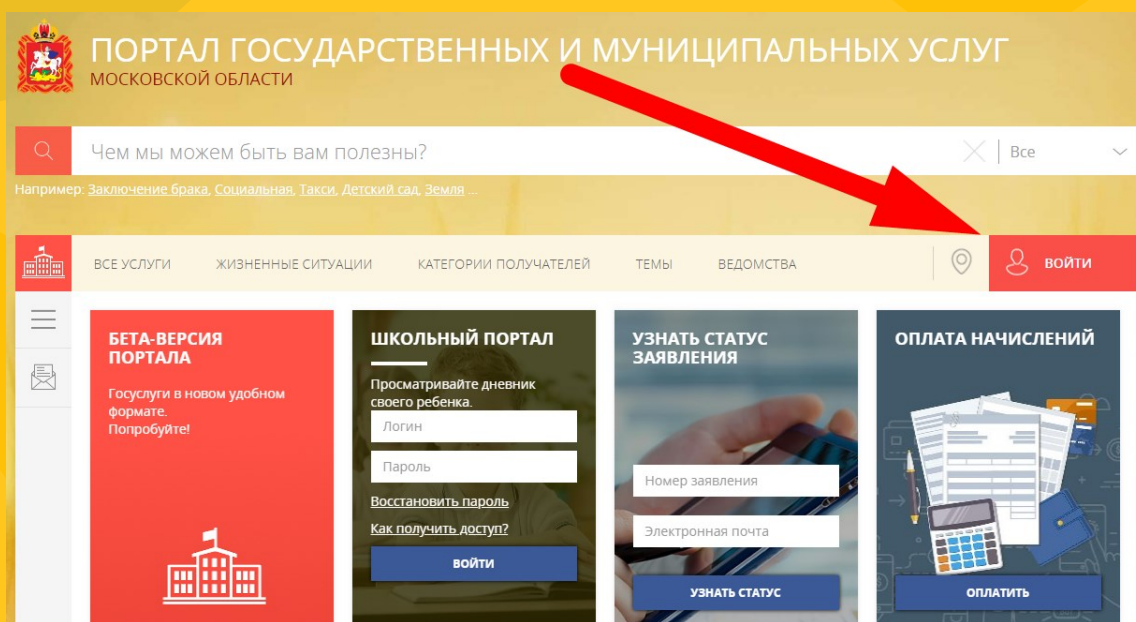 ПОРТАЛ ГОСУДАРСТВЕННЫХ И МУНИЦИПАЛЬНЫХ УСЛУГ
МОСКОВСКОЙ ОБЛАСТИ
Чем мы можем быть вам полезны?
Все
Например: Заключение брака, Социальная, Такси, Детский сад, Земля ...
ВСЕ УСЛУГИ ЖИЗНЕННЫЕ СИТУАЦИИ КАТЕГОРИИ ПОЛУЧАТЕЛЕЙ ТЕМЫ ВЕДОМСТВА
ВОЙТИ
БЕТА-ВЕРСИЯ
ПОРТАЛА
Госуслуги в новом удобном
формате.
Попробуйте!
ШКОЛЬНЫЙ ПОРТАЛ
Просматривайте дневник
своего ребенка.
Логин
Пароль
Восстановить пароль
Как получить доступ?
ВОЙТИ
УЗНАТЬ СТАТУС
ЗАЯВЛЕНИЯ
Номер заявления
Электронная почта
УЗНАТЬ СТАТУС
ОПЛАТА НАЧИСЛЕНИЙ
ОПЛАТИТЬ